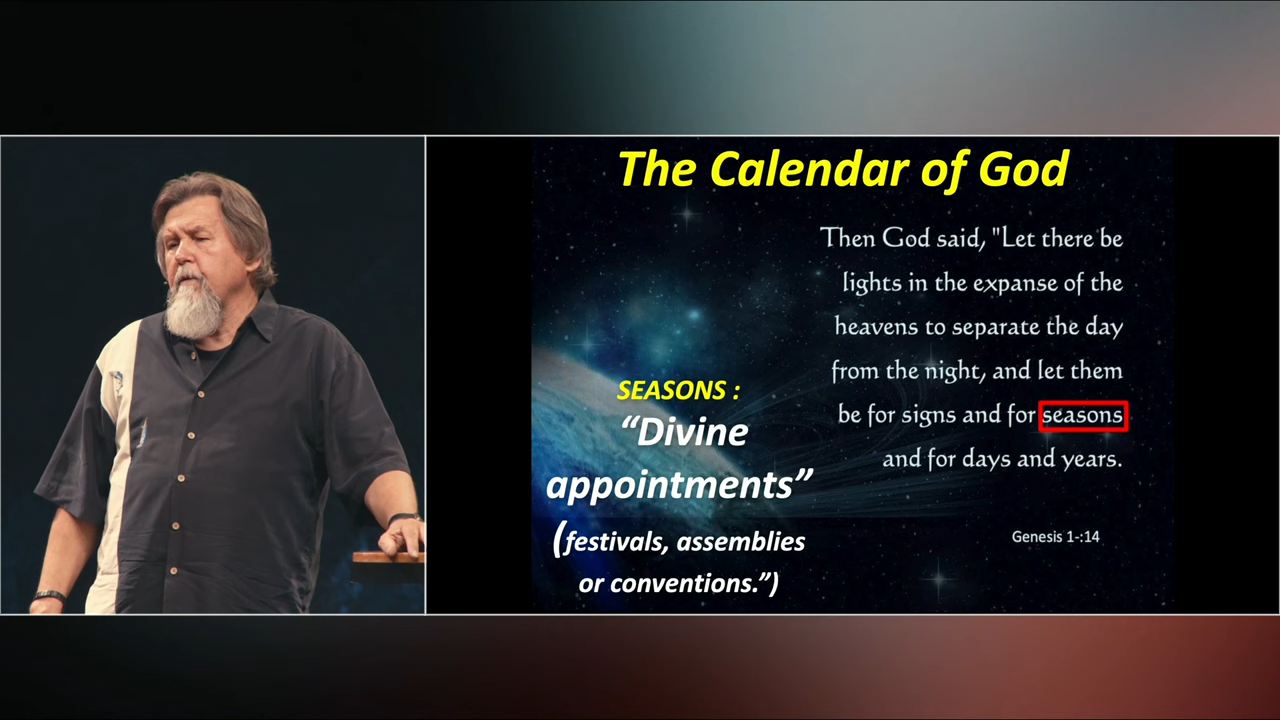 The Calendar of God
Then God said, "Let there be
lights in the expanse of the
heavens to separate the day
from the night, and let them
be for signs and for seasons
and for days and years.
Genesis 1-:14
SEASONS :
“Divine
appointments”
(festivals, assemblies
or conventions.”)